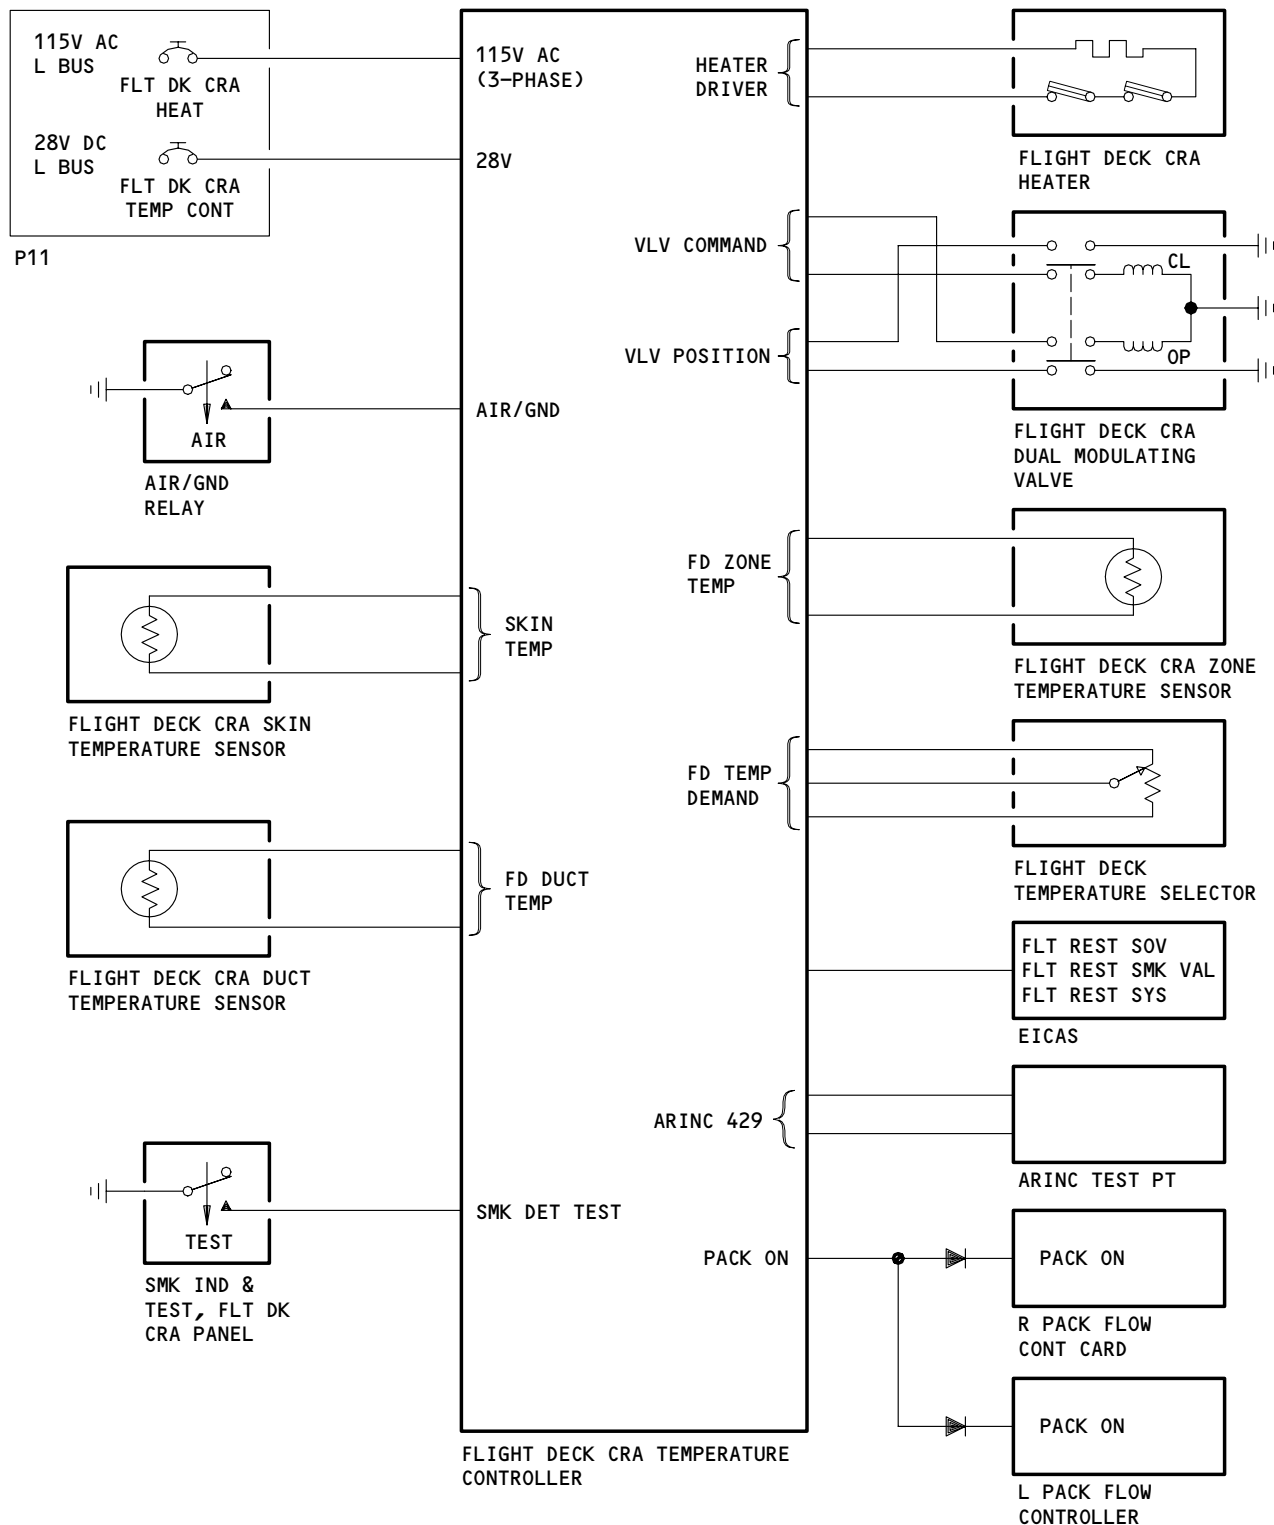 115V AC
L BUS
FLT DK CRA
HEAT
28V DC
L BUS
FLT DK CRA
TEMP CONT
P11
AIR
AIR/GND
RELAY
FLIGHT DECK CRA SKIN
TEMPERATURE SENSOR
FLIGHT DECK CRA DUCT
TEMPERATURE SENSOR
TEST
SMK IND &
TEST, FLT DK
CRA PANEL
115V AC
(3-PHASE)
28V
AIR/GND
SKIN
TEMP
FD DUCT
TEMP
SMK DET TEST
HEATER
DRIVER
VLV COMMAND
VLV POSITION
FD ZONE
TEMP
FD TEMP
DEMAND
ARINC 429
PACK ON
FLIGHT DECK CRA TEMPERATURE
CONTROLLER
FLIGHT DECK CRA
HEATER
CL
OP
FLIGHT DECK CRA
DUAL MODULATING
VALVE
FLIGHT DECK CRA ZONE
TEMPERATURE SENSOR
FLIGHT DECK
TEMPERATURE SELECTOR
FLT REST SOV
FLT REST SMK VAL
FLT REST SYS
EICAS
ARINC TEST PT
PACK ON
R PACK FLOW
CONT CARD
PACK ON
L PACK FLOW
CONTROLLER